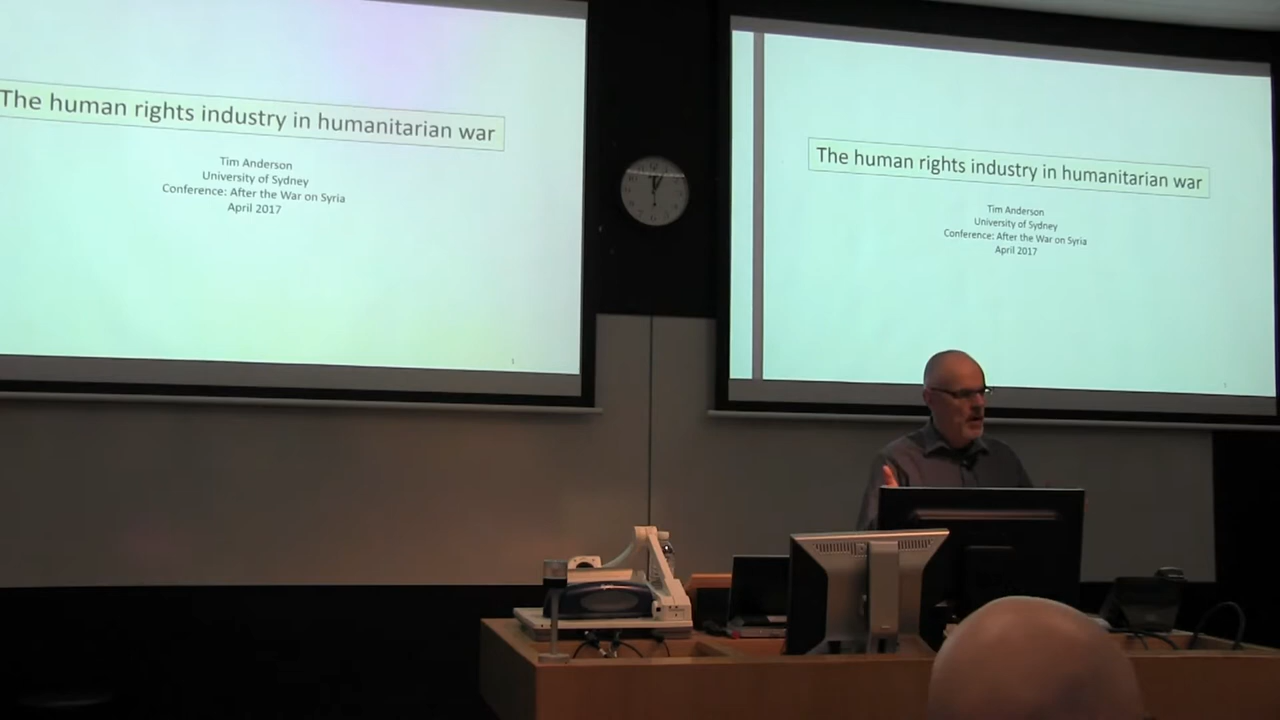 The human rights industry in humanitarian war
Tim Anderson
University of Sydney
Conference: After the War on Syria
April 2017
1
The human rights industry in humanitarian war
Tim Anderson
University of Sydney
Conference: After the War on Syria
April 2017
1